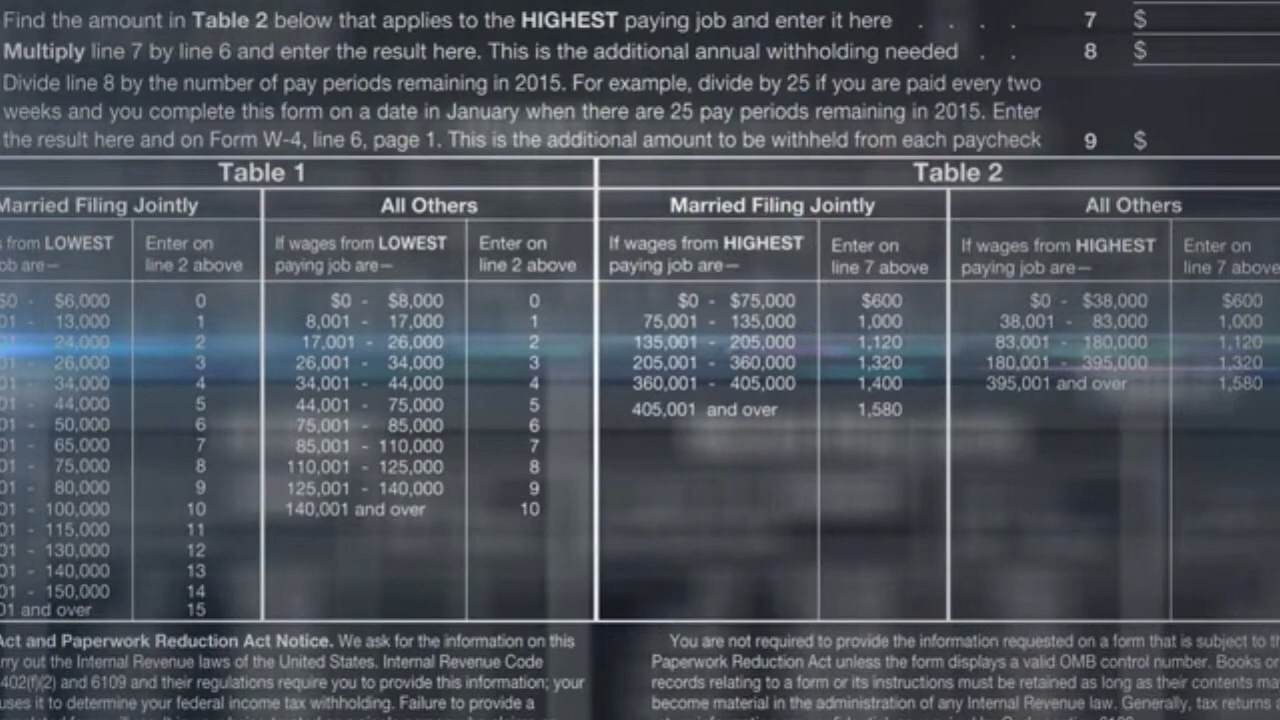 Find the amount in Table 2 below that applies to the HIGHEST paying job and enter it here . . . . 7 $
Multiply line 7 by line 6 and enter the result here. This is the additional annual withholding needed . . 8 $
Divide line 8 by the number of pay periods remaining in 2015. For example, divide by 25 if you are paid every two
weeks and you complete this form on a date in January when there are 25 pay periods remaining in 2015. Enter
the result here and on Form W-4, line 6, page 1. This is the additional amount to be withheld from each paycheck 9 $
Table 1 Table 2
Married Filing Jointly All Others Married Filing Jointly All Others
from LOWEST Enter on If wages from LOWEST Enter on If wages from HIGHEST Enter on If wages from HIGHEST Enter on
are— line 2 above paying job are— line 2 above paying job are— line 7 above paying job are— line 7 above
$0 - $6,000 0 $0 - $8,000 0 $0 - $75,000 $600 $0 - $38,000 $600
01 - 13,000 1 8,001 - 17,000 1 75,001 - 135,000 1,000 38,001 - 83,000 1,000
01 - 24,000 2 17,001 - 26,000 2 135,001 - 205,000 1,120 83,001 - 180,000 1,120
01 - 26,000 3 26,001 - 34,000 3 205,001 - 360,000 1,320 180,001 - 395,000 1,320
01 - 34,000 4 34,001 - 44,000 4 360,001 - 405,000 1,400 395,001 and over 1,580
01 - 44,000 5 44,001 - 75,000 5 405,001 and over 1,580
01 - 50,000 6 75,001 - 85,000 6
01 - 65,000 7 85,001 - 110,000 7
01 - 75,000 8 110,001 - 125,000 8
01 - 80,000 9 125,001 - 140,000 9
01 - 100,000 10 140,001 and over 10
01 - 115,000 11
01 - 130,000 12
01 - 140,000 13
01 - 150,000 14
01 and over 15
Act and Paperwork Reduction Act Notice. We ask for the information on this You are not required to provide the information requested on a form that is subject to
rry out the Internal Revenue laws of the United States. Internal Revenue Code Paperwork Reduction Act unless the form displays a valid OMB control number. Books or
402(f)(2) and 6109 and their regulations require you to provide this information; your records relating to a form or its instructions must be retained as long as their contents
uses it to determine your federal income tax withholding. Failure to provide a become material in the administration of any Internal Revenue law. Generally, tax returns